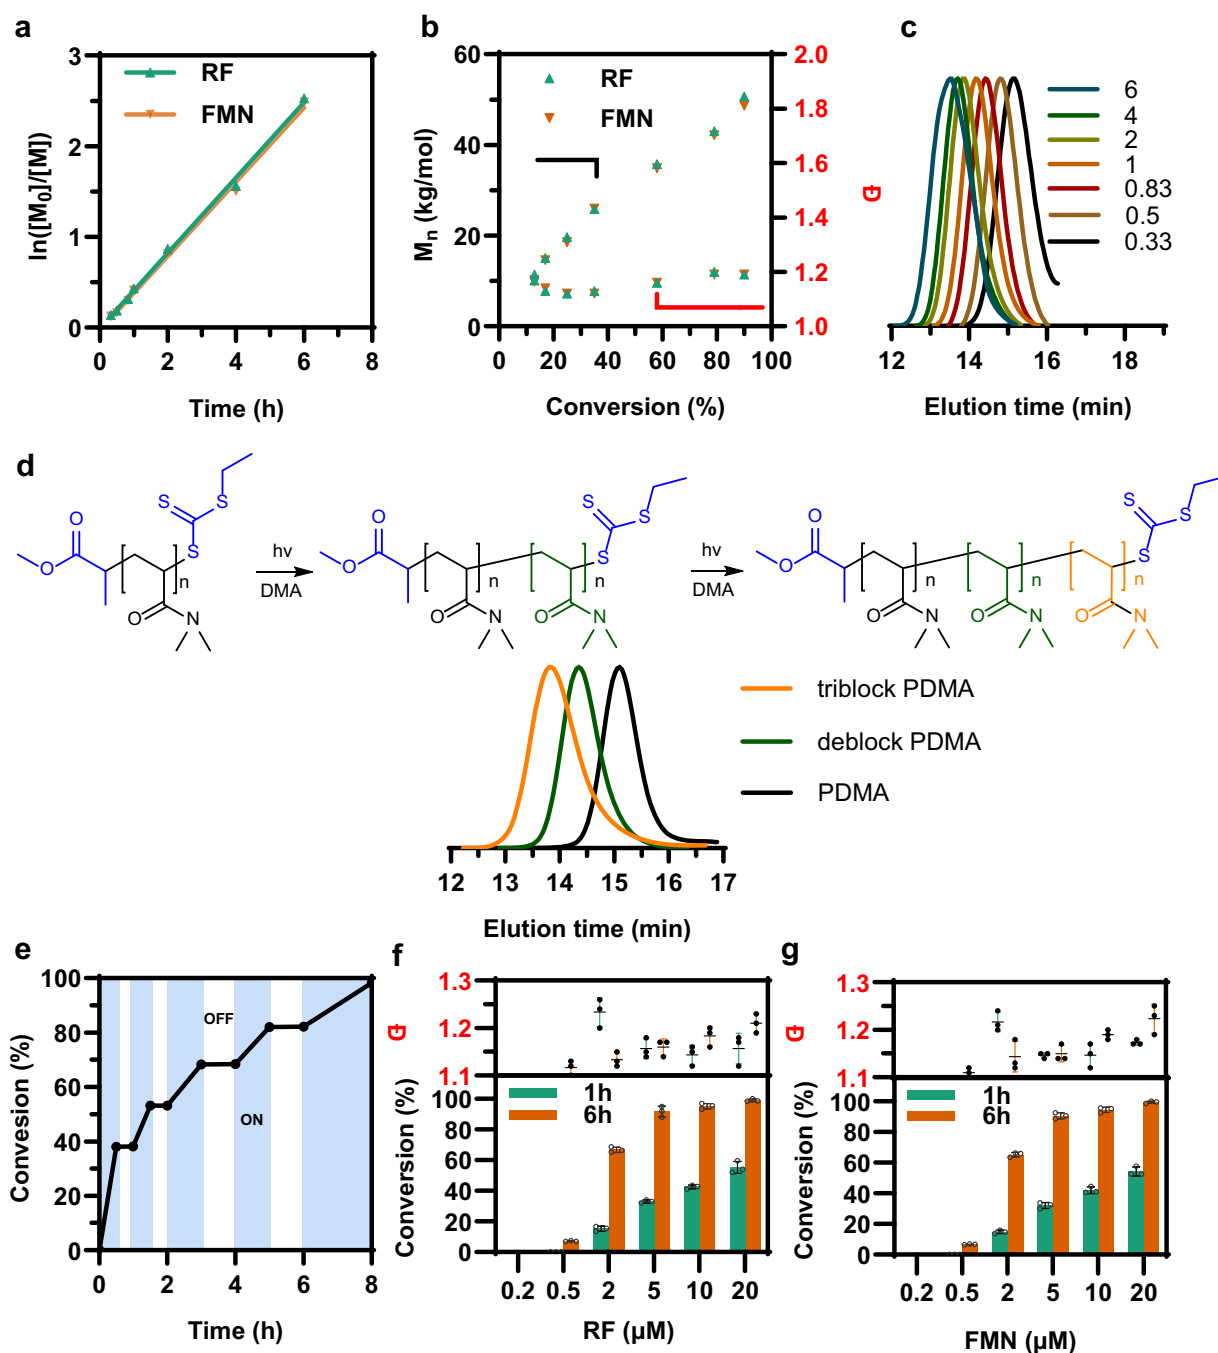 a
3
2
1
0
ln([M₀]/[M]
RF
FMN
0 2 4 6 8
Time (h)
b
60
40
20
0
Mn (kg/mol)
RF
FMN
2.0
1.8
1.6
1.4
1.2
1.0
Đ
0 20 40 60 80 100
Conversion (%)
c
6
4
2
1
0.83
0.5
0.33
12 14 16 18
Elution time (min)
d
O
O
S
S
S
n
O
N
hv
DMA
O
O
S
S
S
n
n
O
N
O
N
hv
DMA
O
O
S
S
S
n
n
n
O
N
O
N
O
N
triblock PDMA
deblock PDMA
PDMA
12 13 14 15 16 17
Elution time (min)
e
100
80
60
40
20
0
Convesion (%)
OFF
ON
0 2 4 6 8
Time (h)
f
1.3
1.2
1.1
Đ
100
80
60
40
20
0
Conversion (%)
1h
6h
0.2 0.5 2 5 10 20
RF (μM)
g
1.3
1.2
1.1
Đ
100
80
60
40
20
0
Conversion (%)
1h
6h
0.2 0.5 2 5 10 20
FMN (μM)